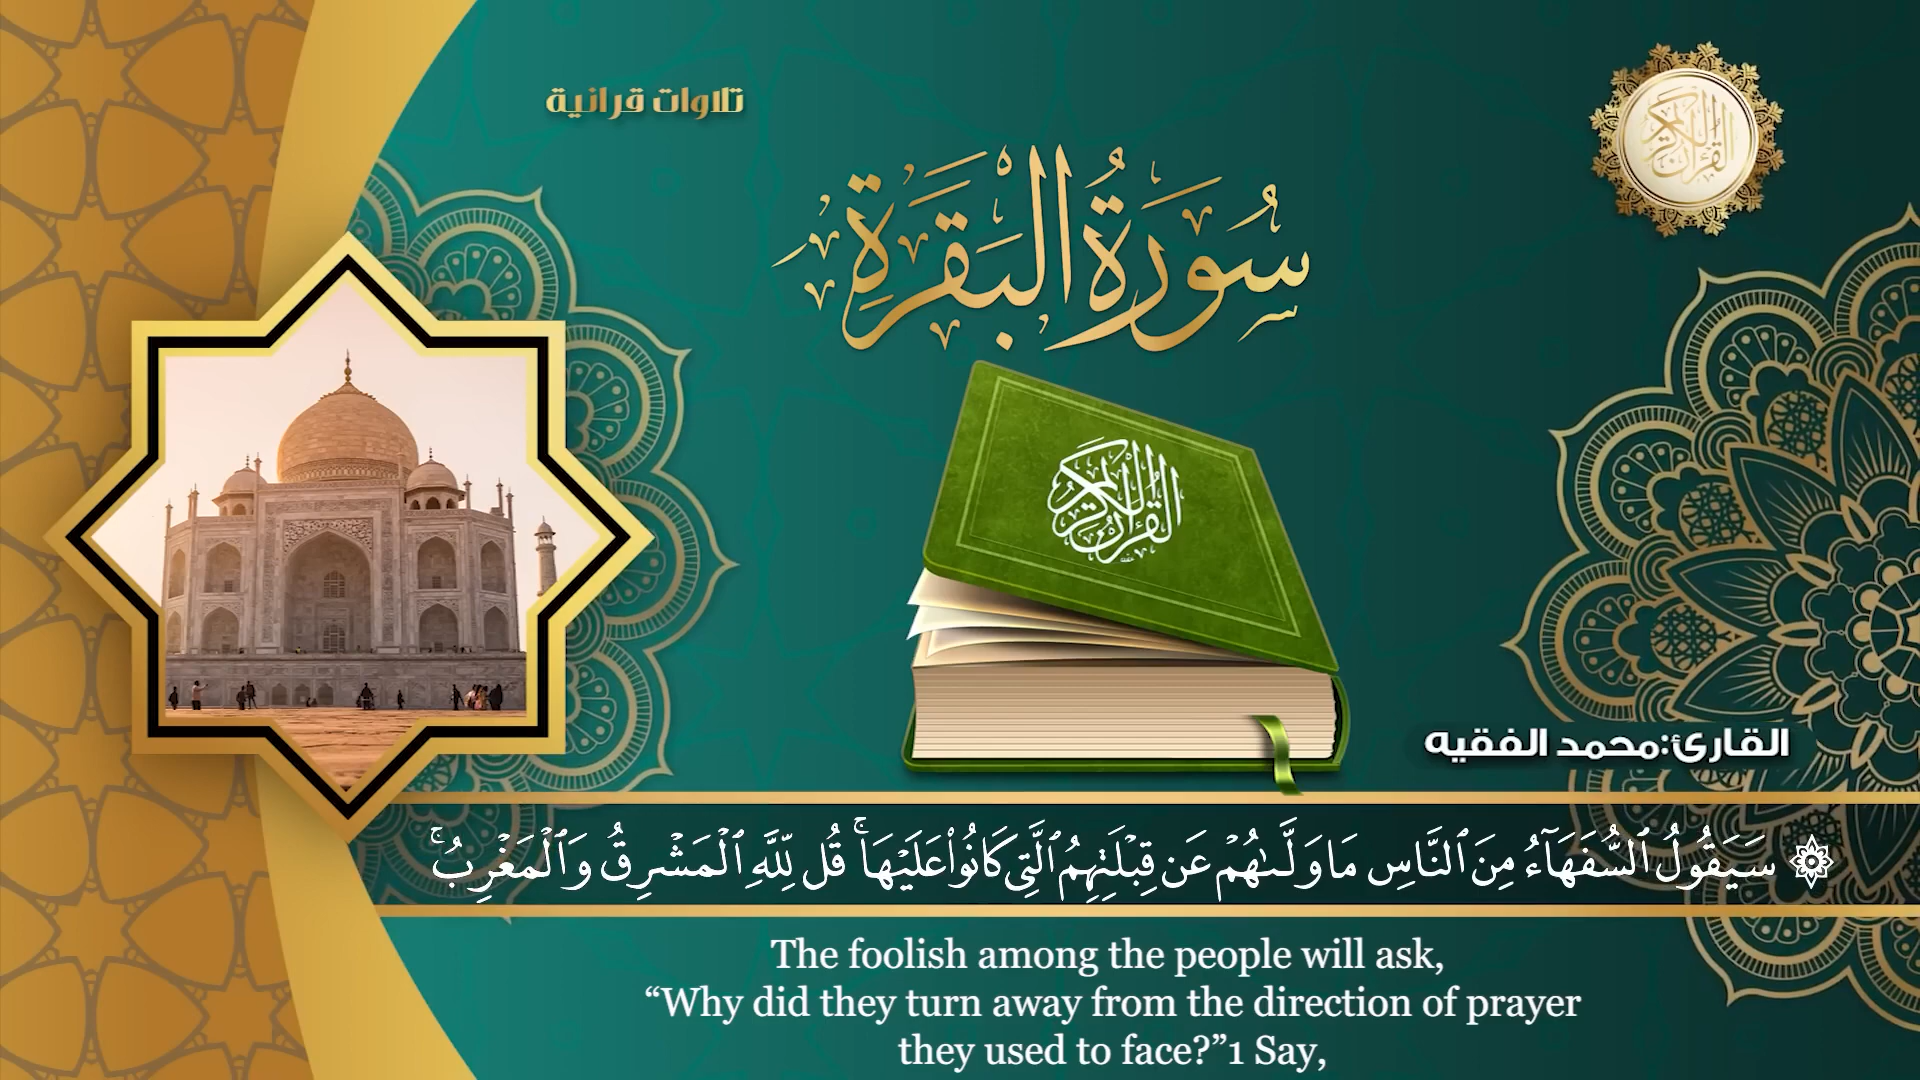 تلاوات قرانية
القرآن الكريم
سُورَةُ البَقَرَةِ
القرآن الكريم
القارئ:محمد الفقيه
۞ سَيَقُولُ ٱلسُّفَهَآءُ مِنَ ٱلنَّاسِ مَا وَلَّىٰهُمْ عَن قِبْلَتِهِمُ ٱلَّتِى كَانُوا۟ عَلَيْهَا ۚ قُل لِّلَّهِ ٱلْمَشْرِقُ وَٱلْمَغْرِبُ ۚ
The foolish among the people will ask,
“Why did they turn away from the direction of prayer
they used to face?”1 Say,